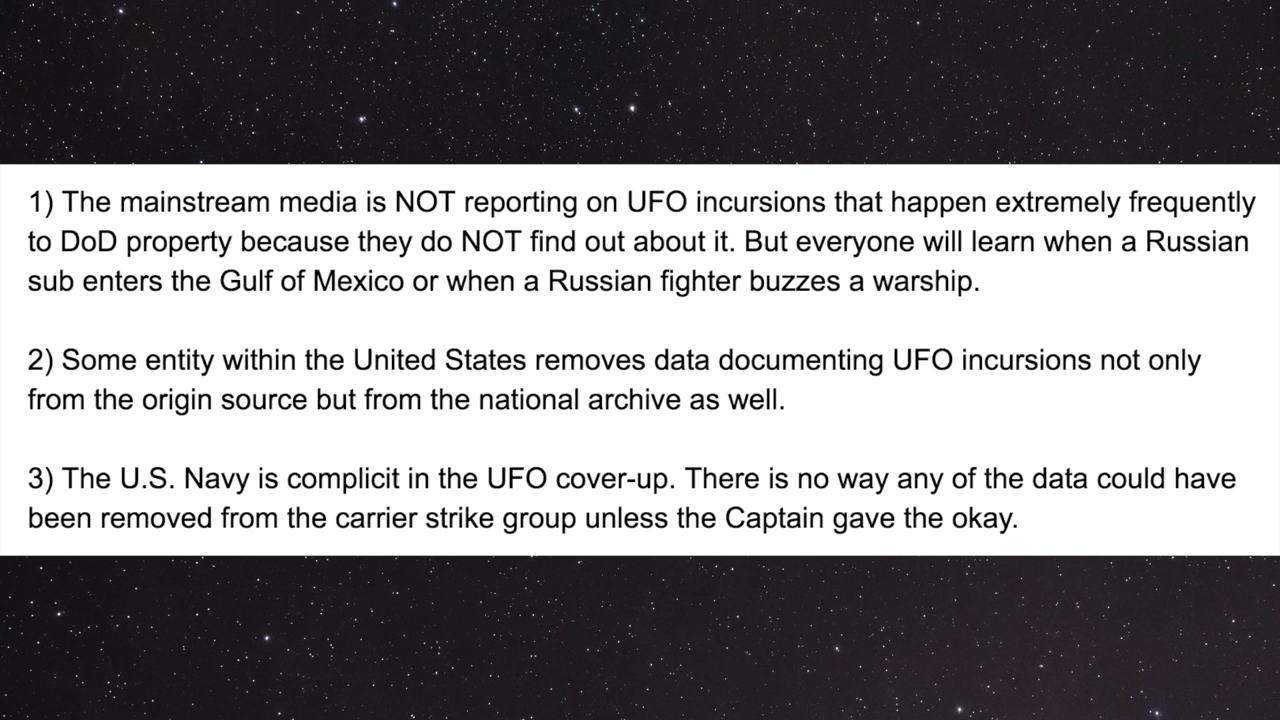 1) The mainstream media is NOT reporting on UFO incursions that happen extremely frequently
to DoD property because they do NOT find out about it. But everyone will learn when a Russian
sub enters the Gulf of Mexico or when a Russian fighter buzzes a warship.
2) Some entity within the United States removes data documenting UFO incursions not only
from the origin source but from the national archive as well.
3) The U.S. Navy is complicit in the UFO cover-up. There is no way any of the data could have
been removed from the carrier strike group unless the Captain gave the okay.